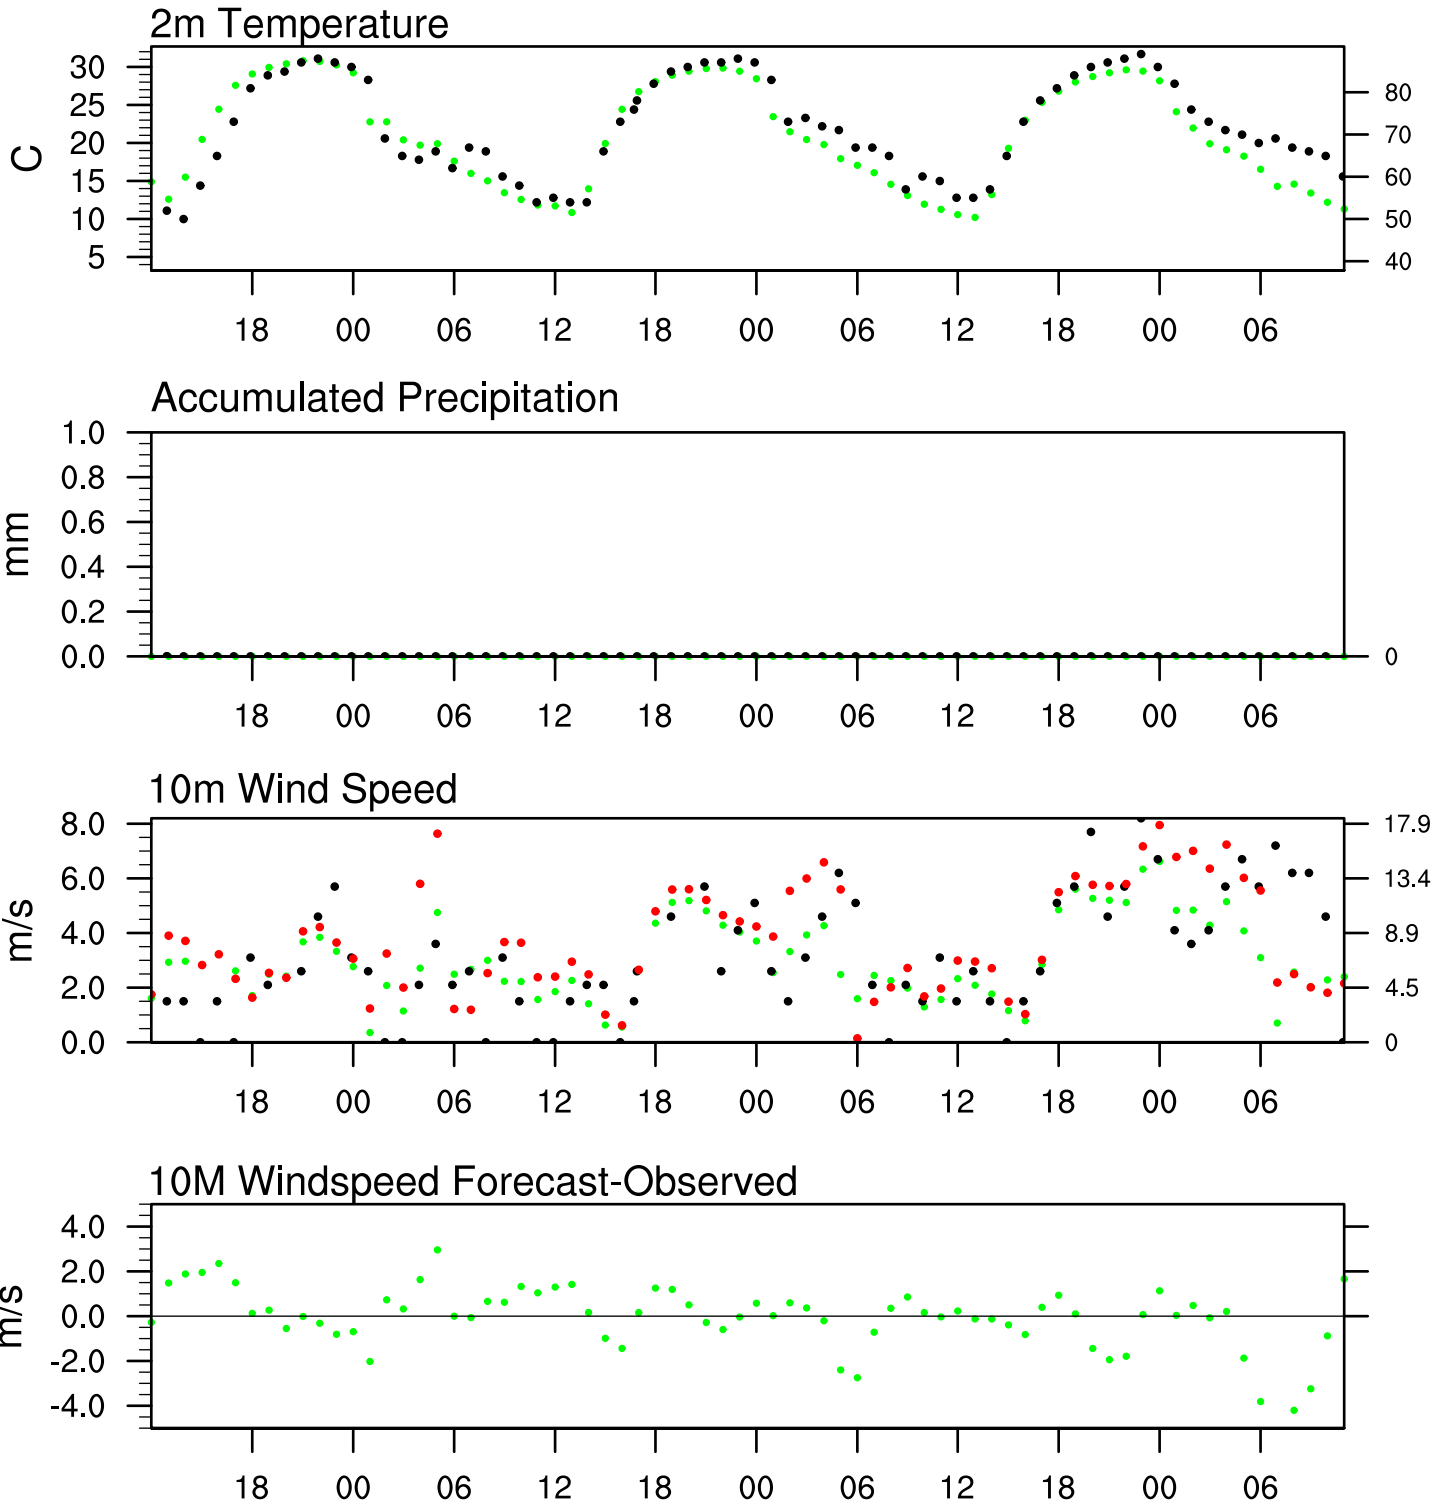 2m Temperature
30
25
20
15
10
5
C
80
70
60
50
40
18 00 06 12 18 00 06 12 18 00 06
Accumulated Precipitation
1.0
0.8
0.6
0.4
0.2
0.0
mm
0
18 00 06 12 18 00 06 12 18 00 06
10m Wind Speed
8.0
6.0
4.0
2.0
0.0
m/s
17.9
13.4
8.9
4.5
0
18 00 06 12 18 00 06 12 18 00 06
10M Windspeed Forecast-Observed
4.0
2.0
0.0
-2.0
-4.0
m/s
18 00 06 12 18 00 06 12 18 00 06